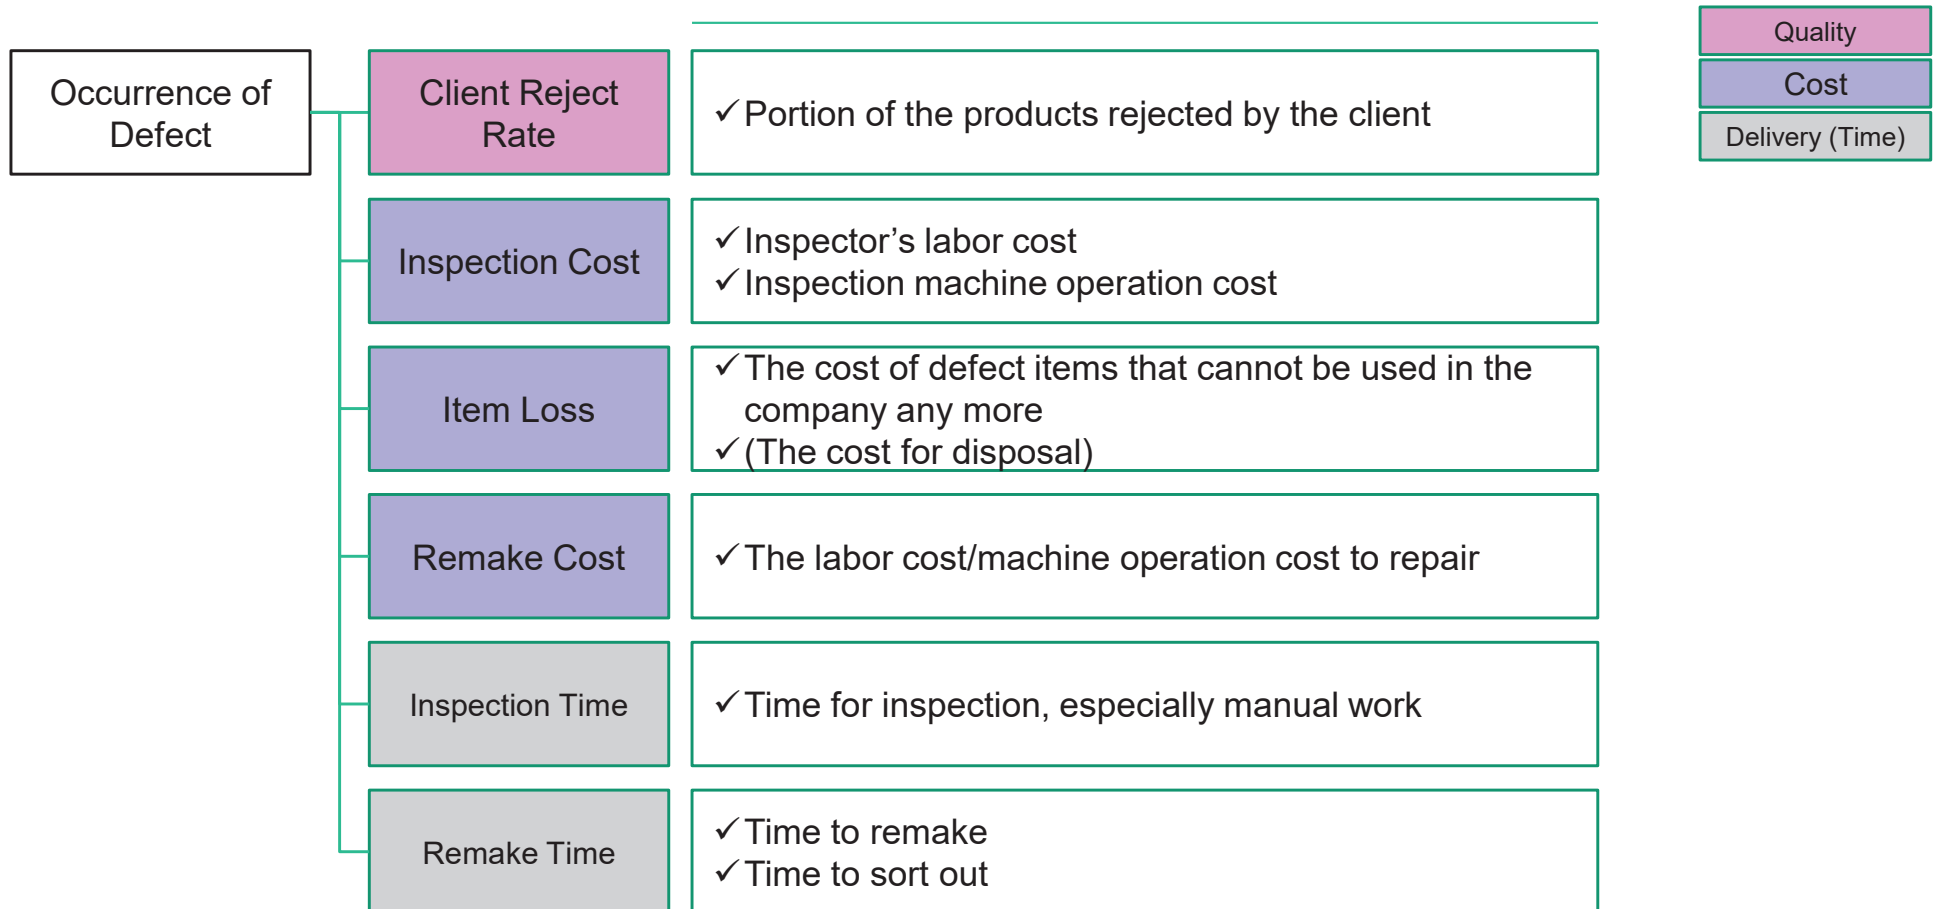 Quality
Cost
Delivery (Time)
Occurrence of
Defect
Client Reject
Rate
✓ Portion of the products rejected by the client
Inspection Cost
✓ Inspector’s labor cost
✓ Inspection machine operation cost
Item Loss
✓ The cost of defect items that cannot be used in the
company any more
✓ (The cost for disposal)
Remake Cost
✓ The labor cost/machine operation cost to repair
Inspection Time
✓ Time for inspection, especially manual work
Remake Time
✓ Time to remake
✓ Time to sort out